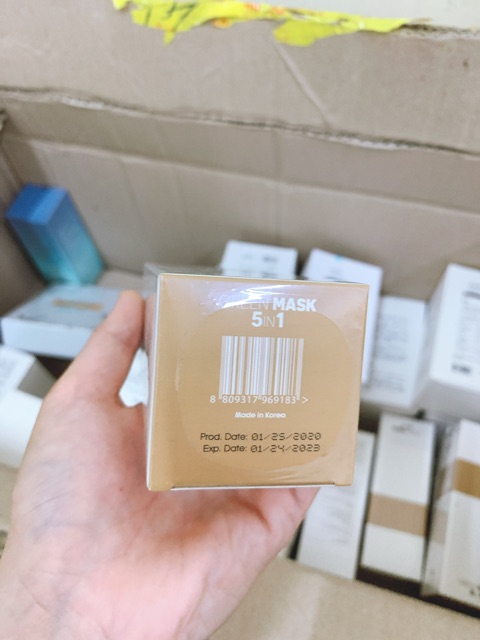 MASK
5IN1
8 809317 969183 >
Made in Korea
Prod. Date: 01/25/2020
Exp. Date: 01/24/2023